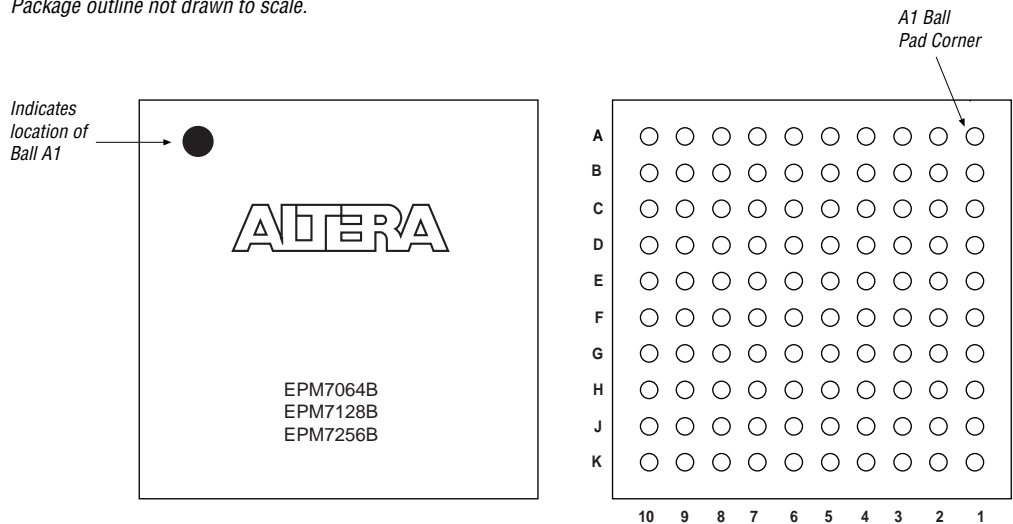 Package outline not drawn to scale.
A1 Ball
Pad Corner
Indicates
location of
Ball A1
ALTERA
EPM7064B
EPM7128B
EPM7256B
A
B
C
D
E
F
G
H
J
K
10 9 8 7 6 5 4 3 2 1